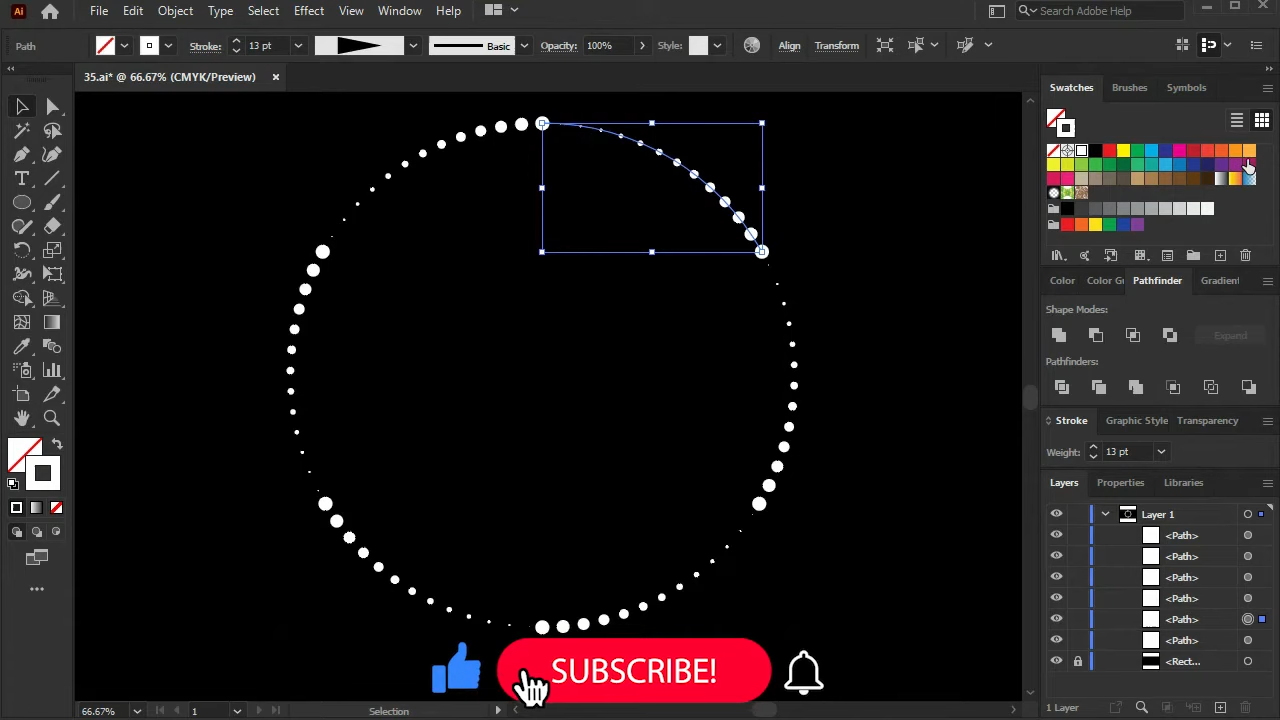 Ai File Edit Object Type Select Effect View Window Help Search Adobe Help
Path Stroke: 13 pt Basic Opacity: 100% Style: Align Transform
35.ai* @ 66.67% (CMYK/Preview)
Swatches Brushes Symbols
Color Color Gr Pathfinder Gradient
Shape Modes:
Expand
Pathfinders:
Stroke Graphic Style Transparency
Weight: 13 pt
Layers Properties Libraries
Layer 1
<Path>
<Path>
<Path>
<Path>
<Path>
<Path>
<Rect...
SUBSCRIBE!
66.67% 1 Selection
1 Layer